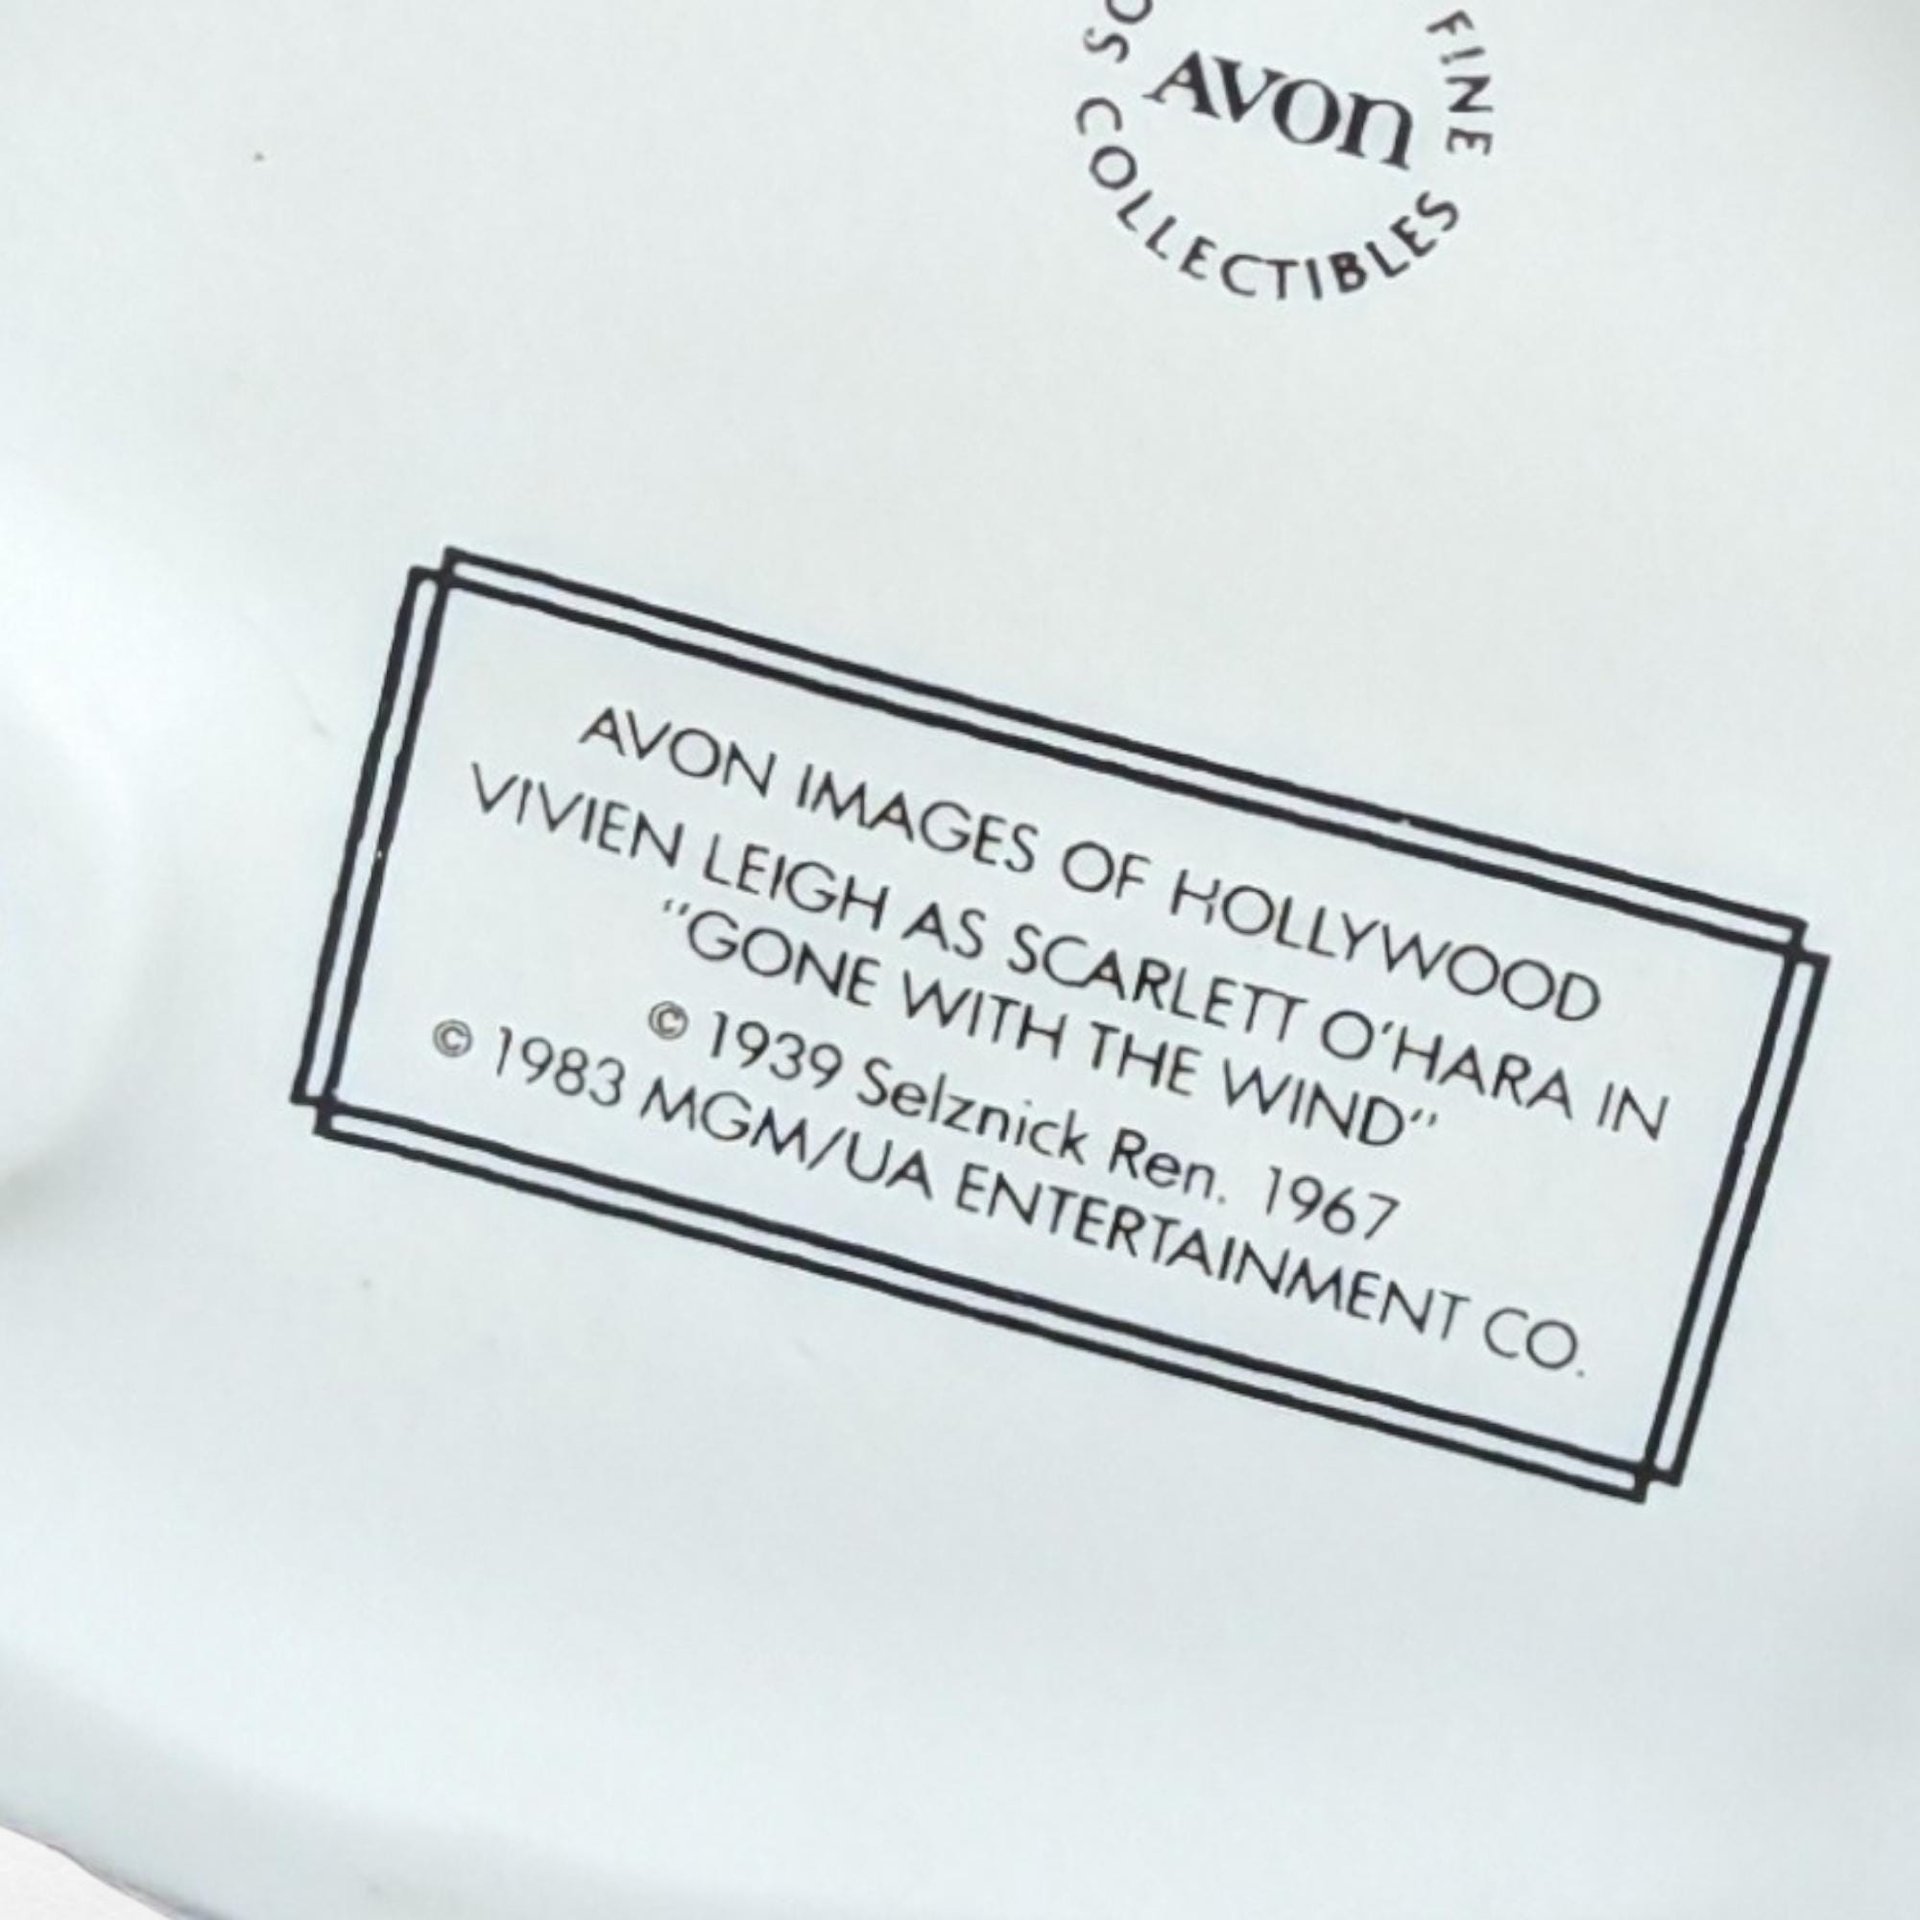 FINE
AVON
COLLECTIBLES
AVON IMAGES OF HOLLYWOOD
VIVIEN LEIGH AS SCARLETT O'HARA IN
"GONE WITH THE WIND"
© 1939 Selznick Ren. 1967
© 1983 MGM/UA ENTERTAINMENT CO.